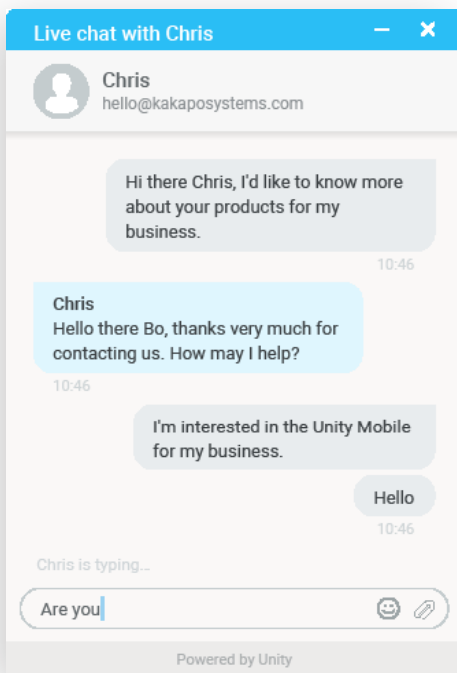 Live chat with Chris
Chris
hello@kakaposystems.com
Hi there Chris, I'd like to know more
about your products for my
business.
10:46
Chris
Hello there Bo, thanks very much for
contacting us. How may I help?
10:46
I'm interested in the Unity Mobile
for my business.
Hello
10:46
Chris is typing...
Are you
Powered by Unity